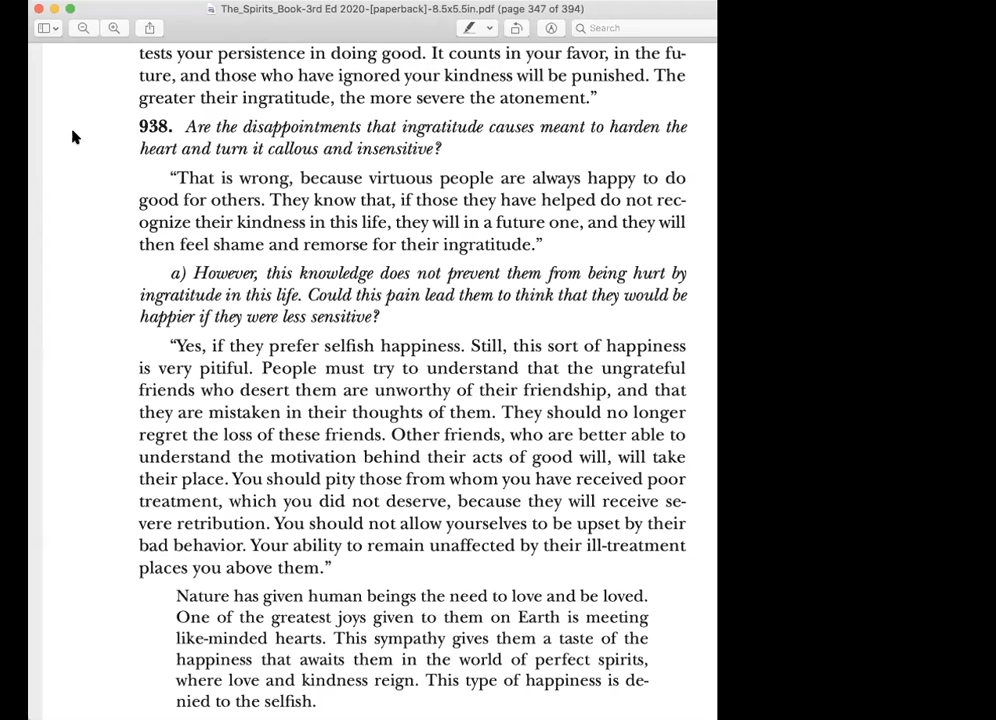 The_Spirits_Book-3rd Ed 2020-[paperback]-8.5x5.5in.pdf (page 347 of 394)
Search
tests your persistence in doing good. It counts in your favor, in the fu-
ture, and those who have ignored your kindness will be punished. The
greater their ingratitude, the more severe the atonement.”
938. Are the disappointments that ingratitude causes meant to harden the
heart and turn it callous and insensitive?
“That is wrong, because virtuous people are always happy to do
good for others. They know that, if those they have helped do not rec-
ognize their kindness in this life, they will in a future one, and they will
then feel shame and remorse for their ingratitude.”
a) However, this knowledge does not prevent them from being hurt by
ingratitude in this life. Could this pain lead them to think that they would be
happier if they were less sensitive?
“Yes, if they prefer selfish happiness. Still, this sort of happiness
is very pitiful. People must try to understand that the ungrateful
friends who desert them are unworthy of their friendship, and that
they are mistaken in their thoughts of them. They should no longer
regret the loss of these friends. Other friends, who are better able to
understand the motivation behind their acts of good will, will take
their place. You should pity those from whom you have received poor
treatment, which you did not deserve, because they will receive se-
vere retribution. You should not allow yourselves to be upset by their
bad behavior. Your ability to remain unaffected by their ill-treatment
places you above them.”
Nature has given human beings the need to love and be loved.
One of the greatest joys given to them on Earth is meeting
like-minded hearts. This sympathy gives them a taste of the
happiness that awaits them in the world of perfect spirits,
where love and kindness reign. This type of happiness is de-
nied to the selfish.